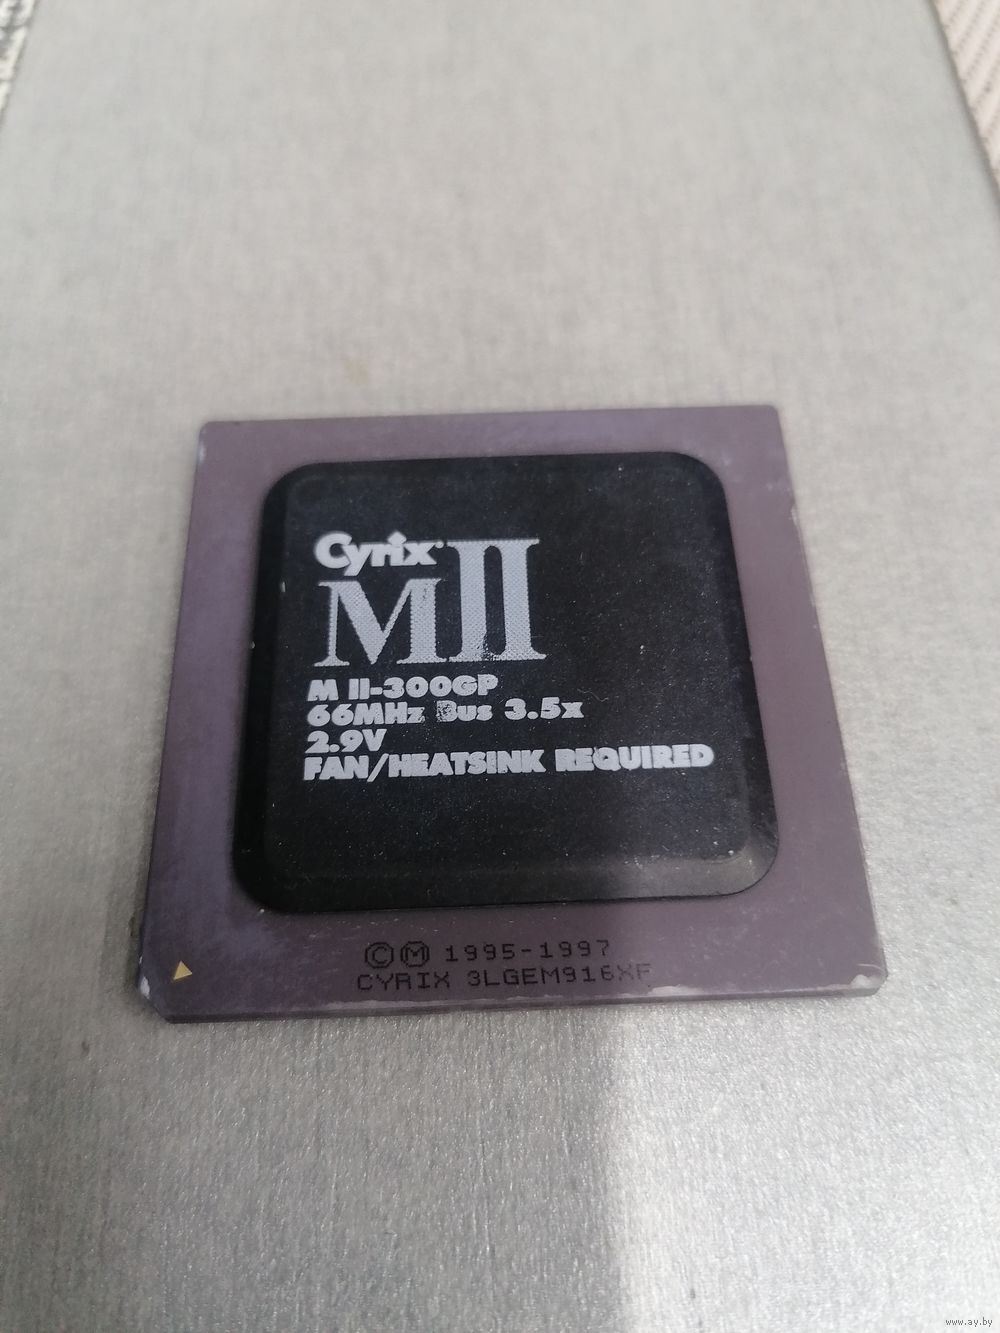 Cyrix
MII
M II-300GP
66MHz Bus 3.5x
2.9V
FAN/HEATSINK REQUIRED
ⒸⓂ 1995-1997
CYRIX 3LGEM916XF
www.ay.by